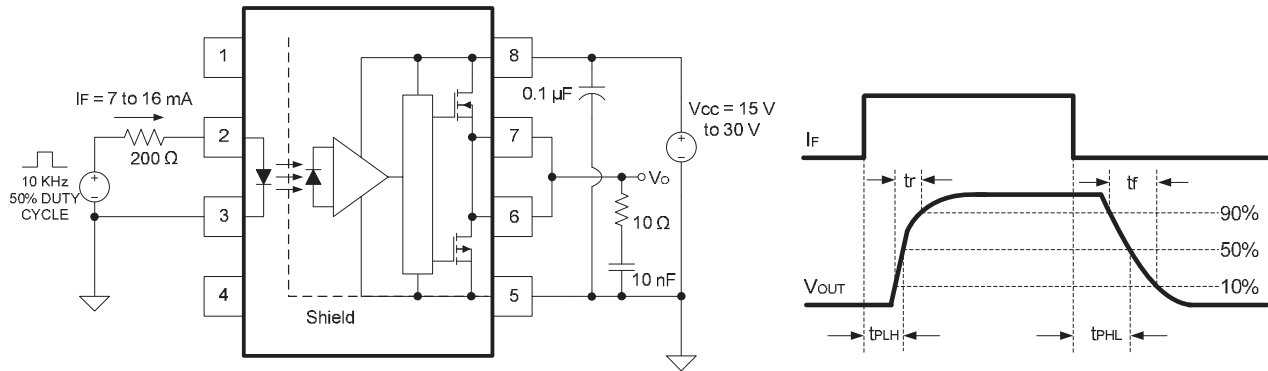 1
2
3
4
8
7
6
5
IF = 7 to 16 mA
200 Ω
10 KHz
50% DUTY
CYCLE
+
−
Shield
0.1 µF
VCC = 15 V
to 30 V
+
−
VO
10 Ω
10 nF
IF
tr
tf
90%
50%
10%
VOUT
tPLH
tPHL